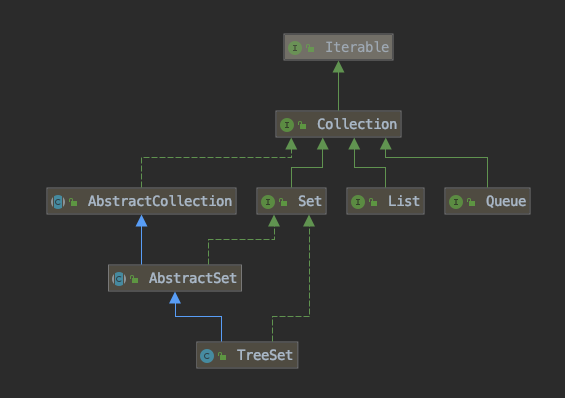 I Iterable
I Collection
C AbstractCollection
I Set
I List
I Queue
C AbstractSet
C TreeSet